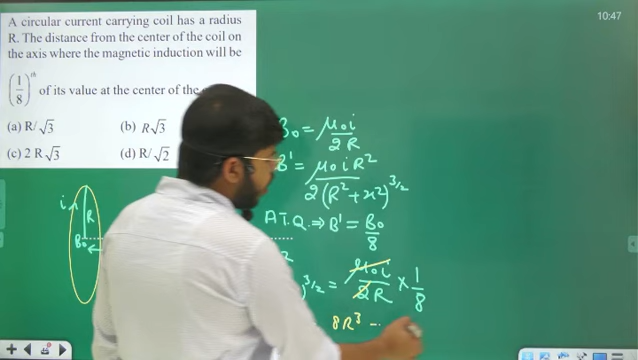 10:47
A circular current carrying coil has a radius
R. The distance from the center of the coil on
the axis where the magnetic induction will be
(1/8)^th of its value at the center of the
(a) R/√3 (b) R√3
(c) 2 R√3 (d) R/√2
B₀ = μ₀i/2R
B' = μ₀iR²/2(R² + x²)^3/2
A.T.Q. ⇒ B' = B₀/8
)^3/2 = μ₀i/2R × 1/8
8R³
i
R
B₀